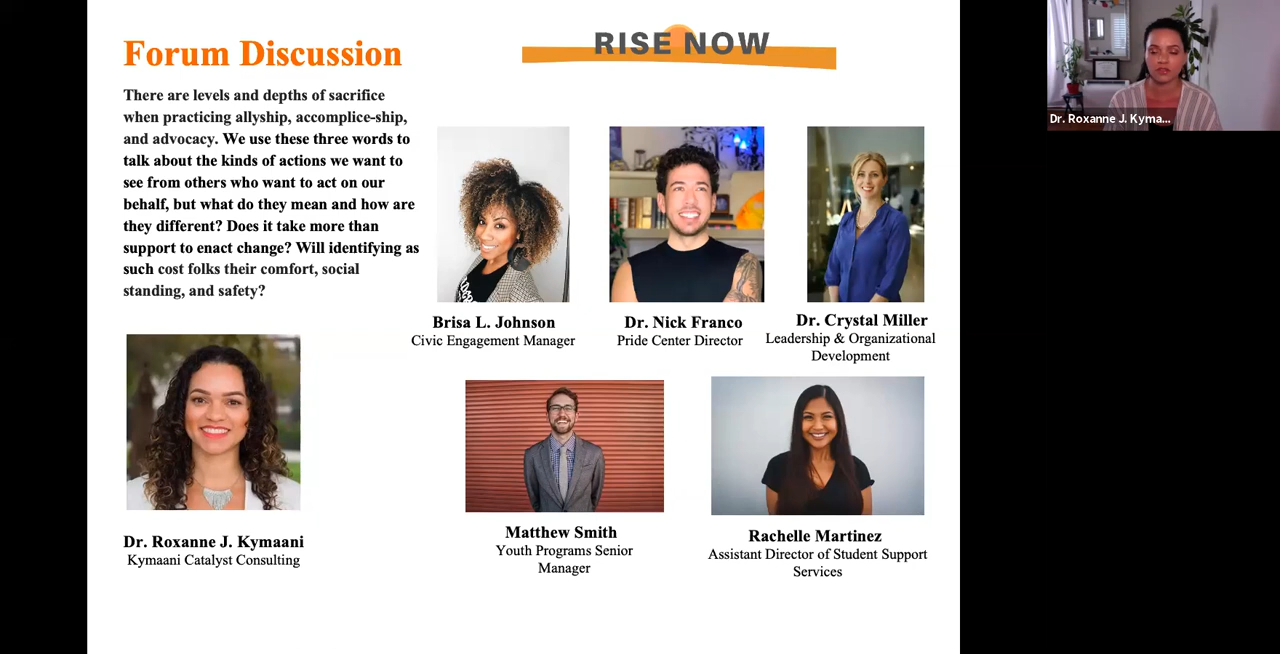 Forum Discussion
RISE NOW
There are levels and depths of sacrifice
when practicing allyship, accomplice-ship,
and advocacy. We use these three words to
talk about the kinds of actions we want to
see from others who want to act on our
behalf, but what do they mean and how are
they different? Does it take more than
support to enact change? Will identifying as
such cost folks their comfort, social
standing, and safety?
Dr. Roxanne J. Kyma...
Brisa L. Johnson
Civic Engagement Manager
Dr. Nick Franco
Pride Center Director
Dr. Crystal Miller
Leadership & Organizational
Development
Dr. Roxanne J. Kymaani
Kymaani Catalyst Consulting
Matthew Smith
Youth Programs Senior
Manager
Rachelle Martinez
Assistant Director of Student Support
Services